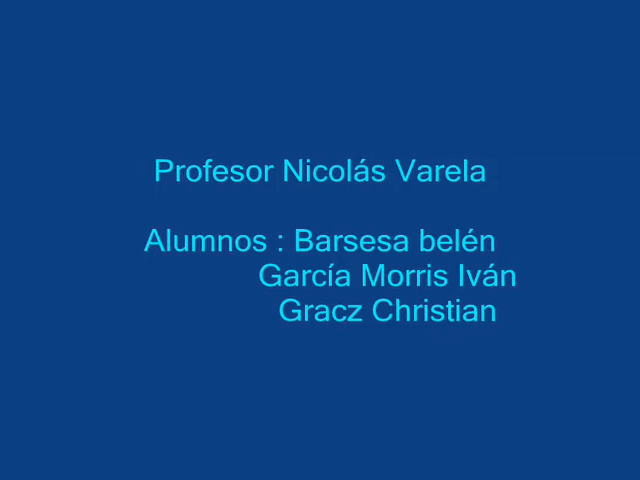 Profesor Nicolás Varela
Alumnos : Barsesa belén
García Morris Iván
Gracz Christian